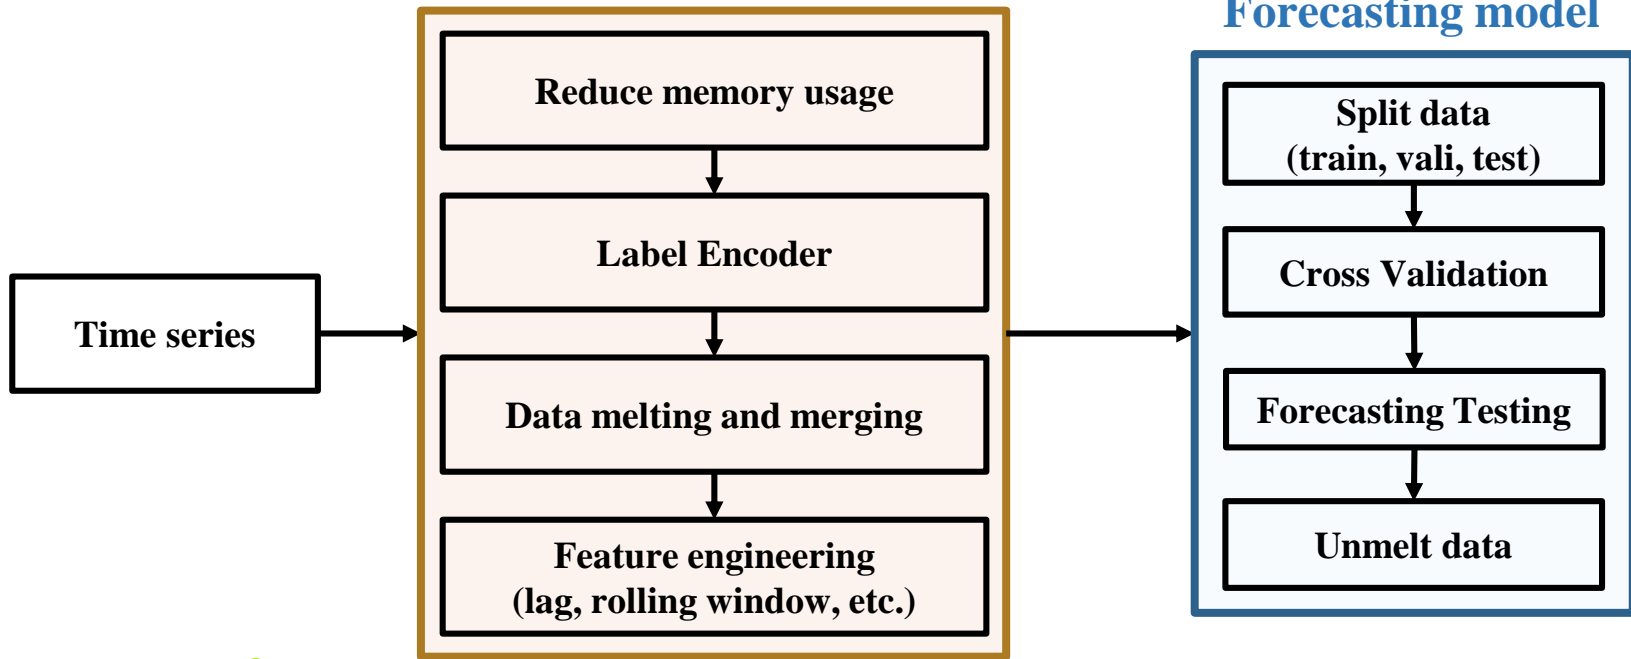 Forecasting model
Reduce memory usage
Split data
(train, vali, test)
Label Encoder
Cross Validation
Time series
Data melting and merging
Forecasting Testing
Feature engineering
(lag, rolling window, etc.)
Unmelt data